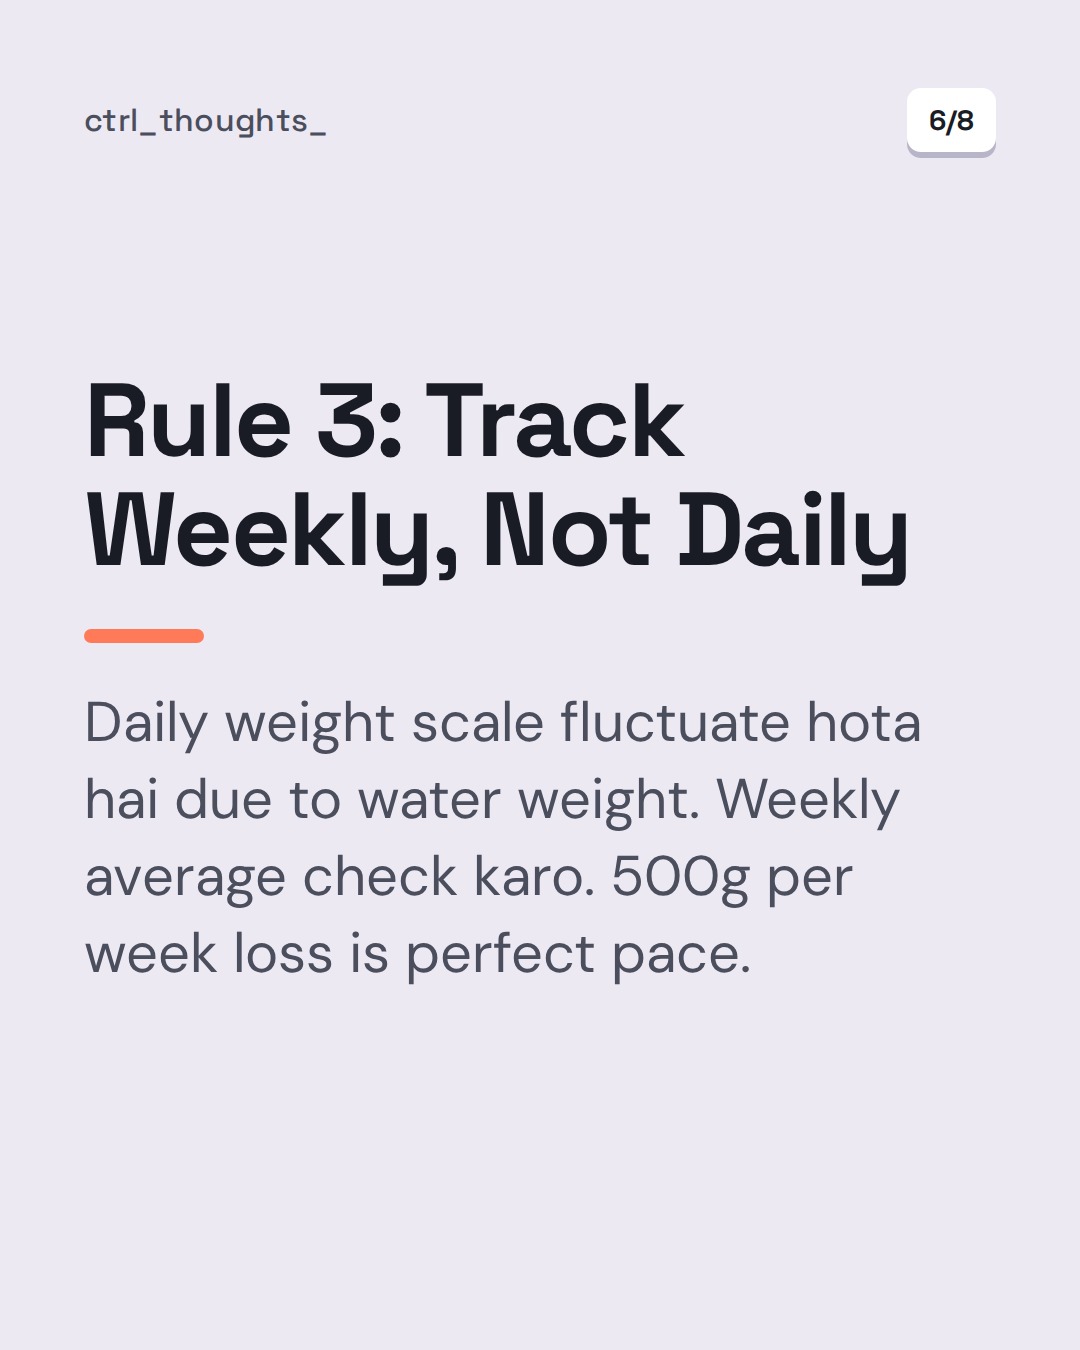 ctrl_thoughts_
6/8
Rule 3: Track
Weekly, Not Daily
Daily weight scale fluctuate hota
hai due to water weight. Weekly
average check karo. 500g per
week loss is perfect pace.